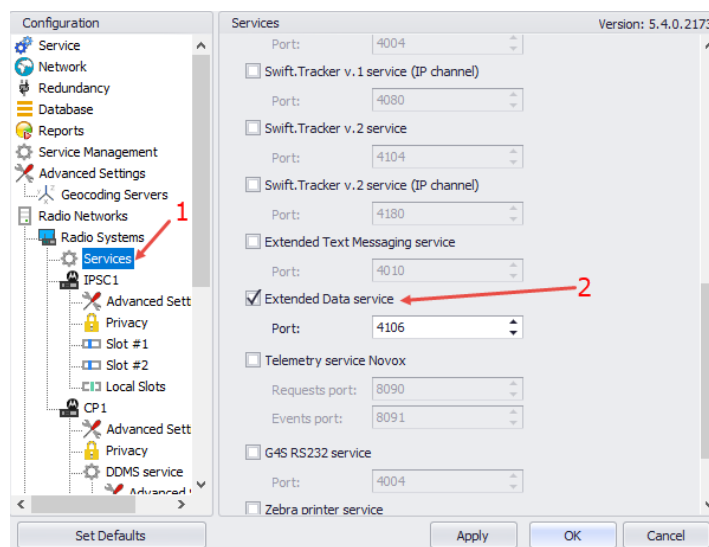 Configuration
Service
Network
Redundancy
Database
Reports
Service Management
Advanced Settings
Geocoding Servers
Radio Networks
1
Radio Systems
Services
IPSC1
Advanced Sett
Privacy
Slot #1
Slot #2
Local Slots
CP1
Advanced Sett
Privacy
DDMS service
Advanced
Set Defaults
Services
Version: 5.4.0.2173
Port: 4004
Swift.Tracker v.1 service (IP channel)
Port: 4080
Swift.Tracker v.2 service
Port: 4104
Swift.Tracker v.2 service (IP channel)
Port: 4180
Extended Text Messaging service
Port: 4010
Extended Data service
2
Port: 4106
Telemetry service Novox
Requests port: 8090
Events port: 8091
G4S RS232 service
Port: 4004
Zebra printer service
Apply
OK
Cancel